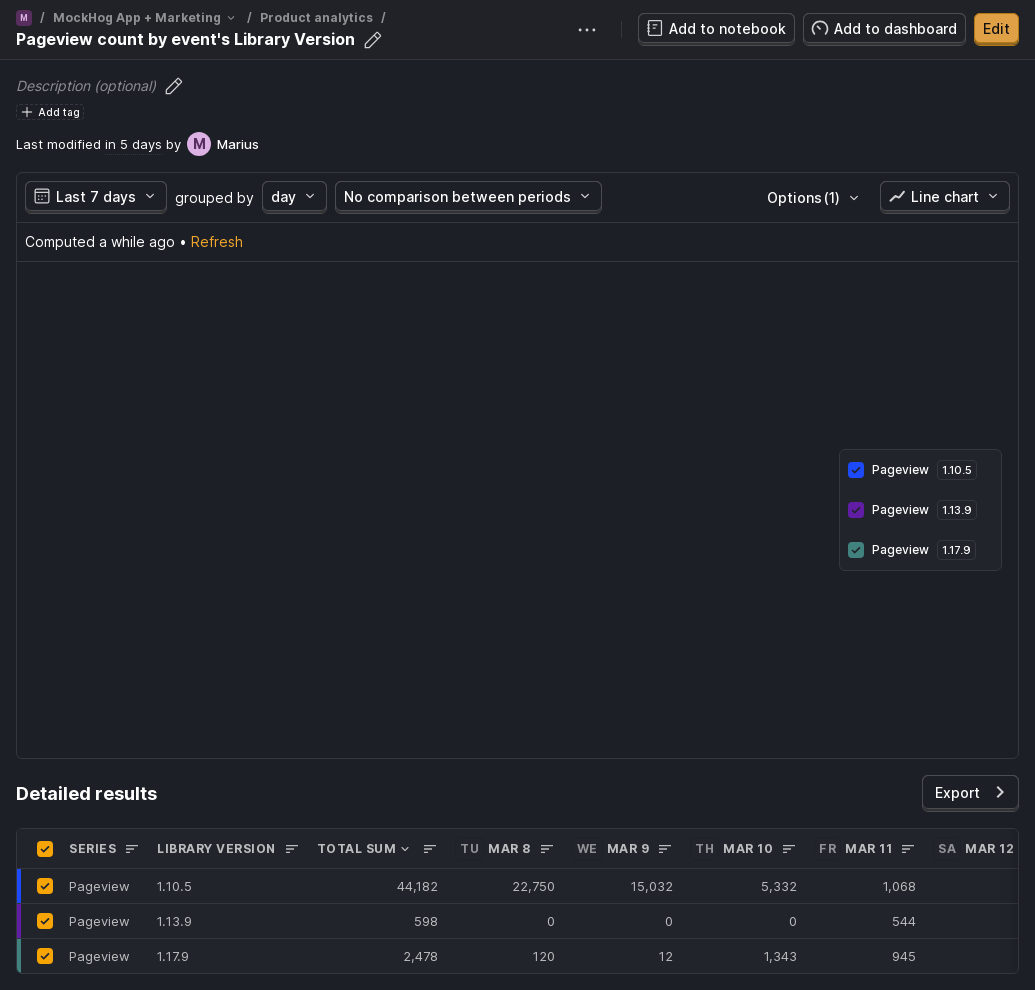 M / MockHog App + Marketing / Product analytics /
Pageview count by event's Library Version
Add to notebook
Add to dashboard
Edit
Description (optional)
Add tag
Last modified in 5 days by M Marius
Last 7 days grouped by day No comparison between periods Options (1) Line chart
Computed a while ago • Refresh
Pageview 1.10.5
Pageview 1.13.9
Pageview 1.17.9
Detailed results
Export
SERIES LIBRARY VERSION TOTAL SUM TU MAR 8 WE MAR 9 TH MAR 10 FR MAR 11 SA MAR 12
Pageview 1.10.5 44,182 22,750 15,032 5,332 1,068
Pageview 1.13.9 598 0 0 0 544
Pageview 1.17.9 2,478 120 12 1,343 945